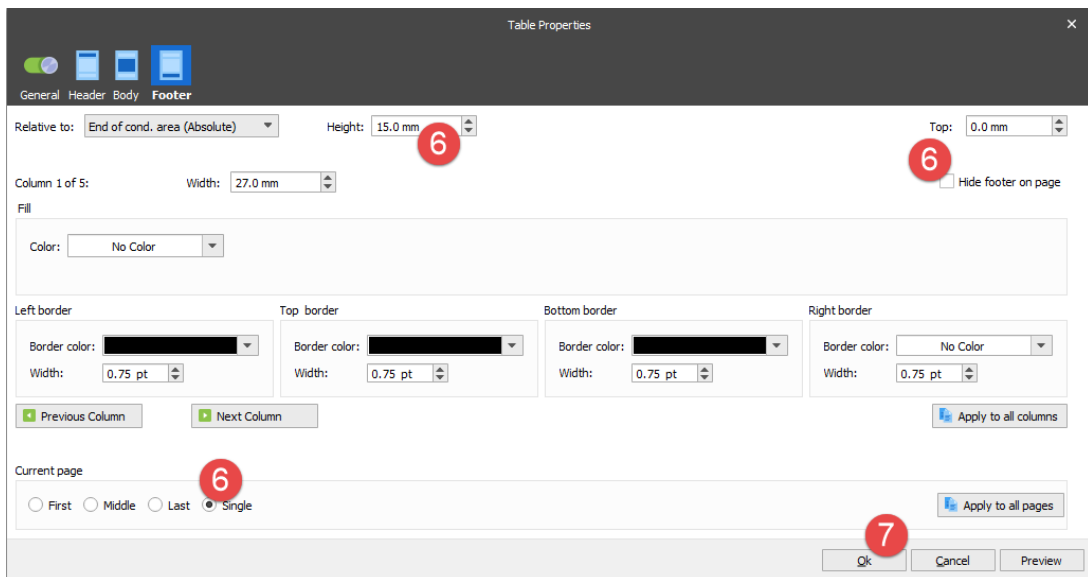 Table Properties
General Header Body Footer
Relative to: End of cond. area (Absolute) Height: 15.0 mm Top: 0.0 mm
6 6
Column 1 of 5: Width: 27.0 mm Hide footer on page
Fill
Color: No Color
Left border Top border Bottom border Right border
Border color: Border color: Border color: Border color: No Color
Width: 0.75 pt Width: 0.75 pt Width: 0.75 pt Width: 0.75 pt
Previous Column Next Column Apply to all columns
Current page
6
First Middle Last Single Apply to all pages
7
Ok Cancel Preview